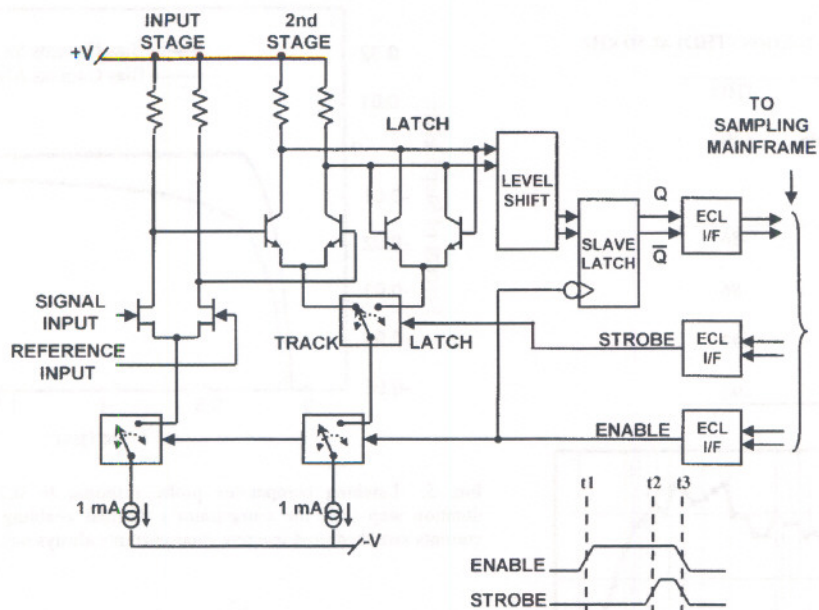 INPUT
STAGE
2nd
STAGE
+V
LATCH
TO
SAMPLING
MAINFRAME
LEVEL
SHIFT
Q
ECL
I/F
SLAVE
LATCH
Q̅
SIGNAL
INPUT
REFERENCE
INPUT
TRACK
LATCH
STROBE
ECL
I/F
ENABLE
ECL
I/F
1 mA
1 mA
-V
t1
t2
t3
ENABLE
STROBE